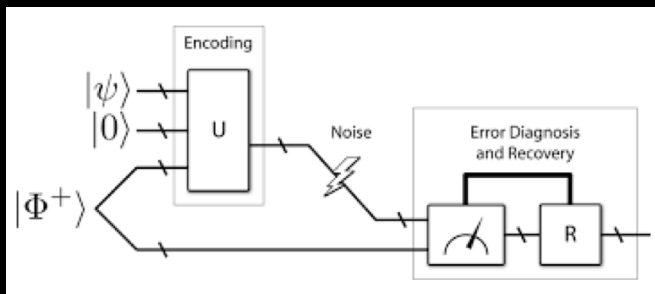 Encoding
|ψ⟩
|0⟩
U
Noise
Error Diagnosis
and Recovery
|Φ⁺⟩
R